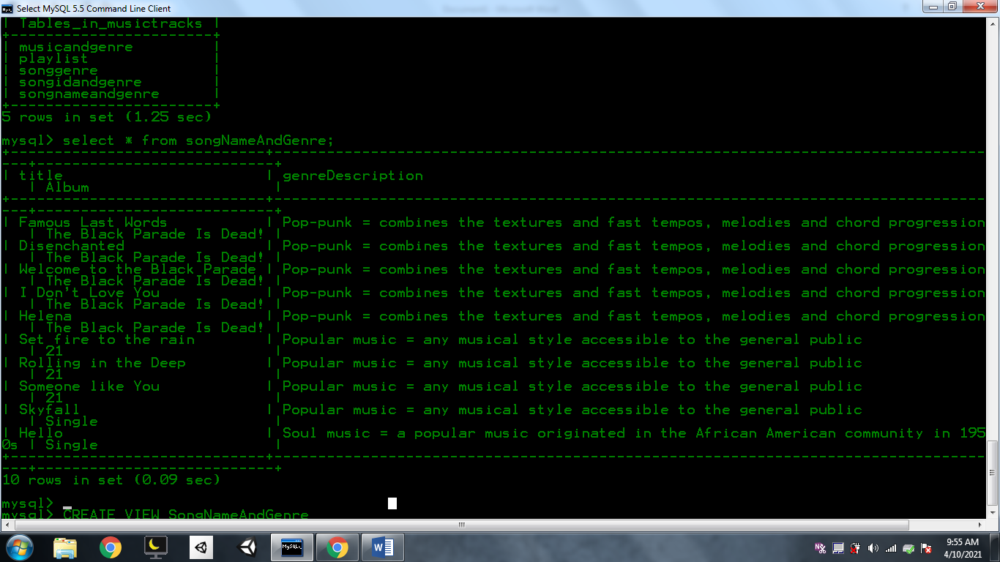 Select MySQL 5.5 Command Line Client
| Tables_in_musictracks |
+------------------------+
| musicandgenre |
| playlist |
| songgenre |
| songidandgenre |
| songnameandgenre |
+------------------------+
5 rows in set (1.25 sec)
mysql> select * from songNameAndGenre;
| title | genreDescription
| Album |
| Famous Last Words | Pop-punk = combines the textures and fast tempos, melodies and chord progression
| The Black Parade Is Dead! |
| Disenchanted | Pop-punk = combines the textures and fast tempos, melodies and chord progression
| The Black Parade Is Dead! |
| Welcome to the Black Parade | Pop-punk = combines the textures and fast tempos, melodies and chord progression
| The Black Parade Is Dead! |
| I Don't Love You | Pop-punk = combines the textures and fast tempos, melodies and chord progression
| The Black Parade Is Dead! |
| Helena | Pop-punk = combines the textures and fast tempos, melodies and chord progression
| The Black Parade Is Dead! |
| Set fire to the rain | Popular music = any musical style accessible to the general public
| 21 |
| Rolling in the Deep | Popular music = any musical style accessible to the general public
| 21 |
| Someone like You | Popular music = any musical style accessible to the general public
| 21 |
| Skyfall | Popular music = any musical style accessible to the general public
| Single |
| Hello | Soul music = a popular music originated in the African American community in 195
0s | Single |
10 rows in set (0.09 sec)
mysql>
mysql> CREATE VIEW SongNameAndGenre
9:55 AM
4/10/2021